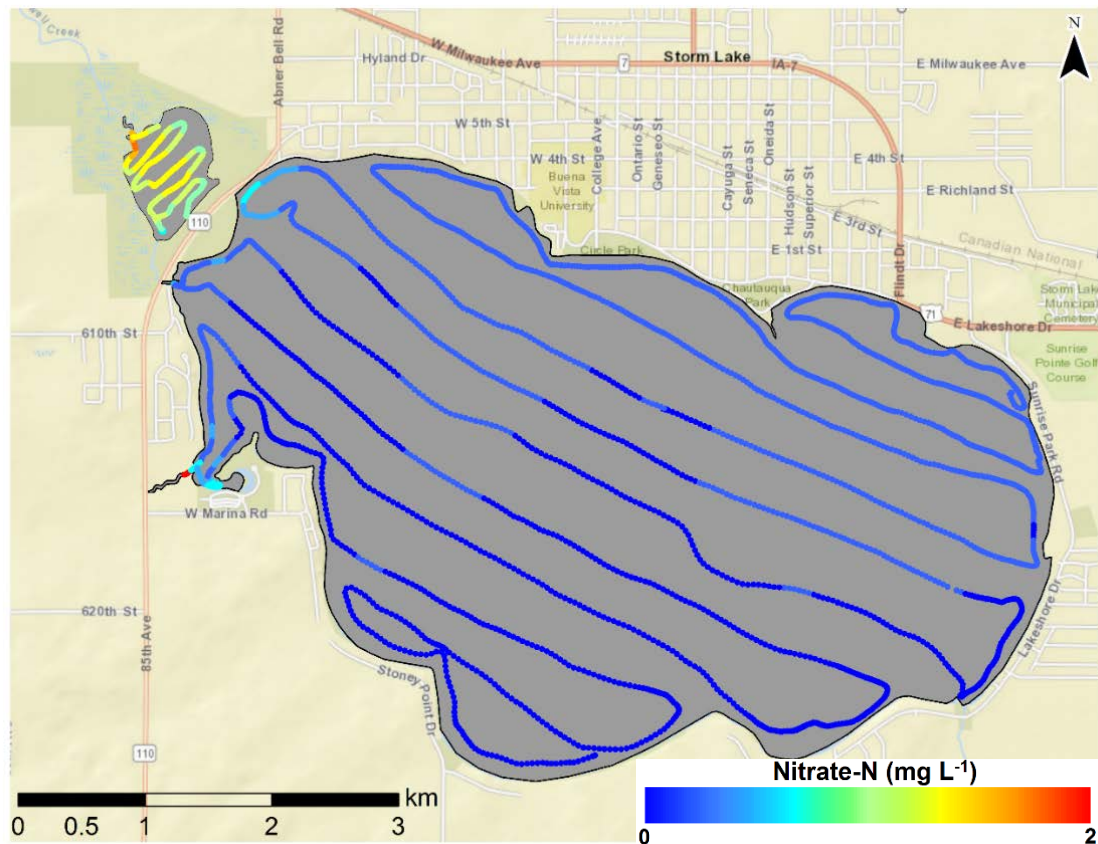 Creek
Abner Bell Rd
Hyland Dr
W Milwaukee Ave
7
Storm Lake
IA-7
E Milwaukee Ave
N
W 5th St
W 4th St
Buena
Vista
University
College Ave
Ontario St
Geneseo St
Cayuga St
Seneca St
Oneida St
Hudson St
Superior St
E 4th St
E Richland St
E 3rd St
E 1st St
Flindt Dr
Canadian National
110
Circle Park
Chautauqua
Park
71
E Lakeshore Dr
Storm Lake
Municipal
Cemetery
Sunrise
Pointe Golf
Course
610th St
Sunrise Park Rd
W Marina Rd
620th St
85th Ave
Stoney Point Dr
Lakeshore Dr
110
km
0 0.5 1 2 3
Nitrate-N (mg L-1)
0 2